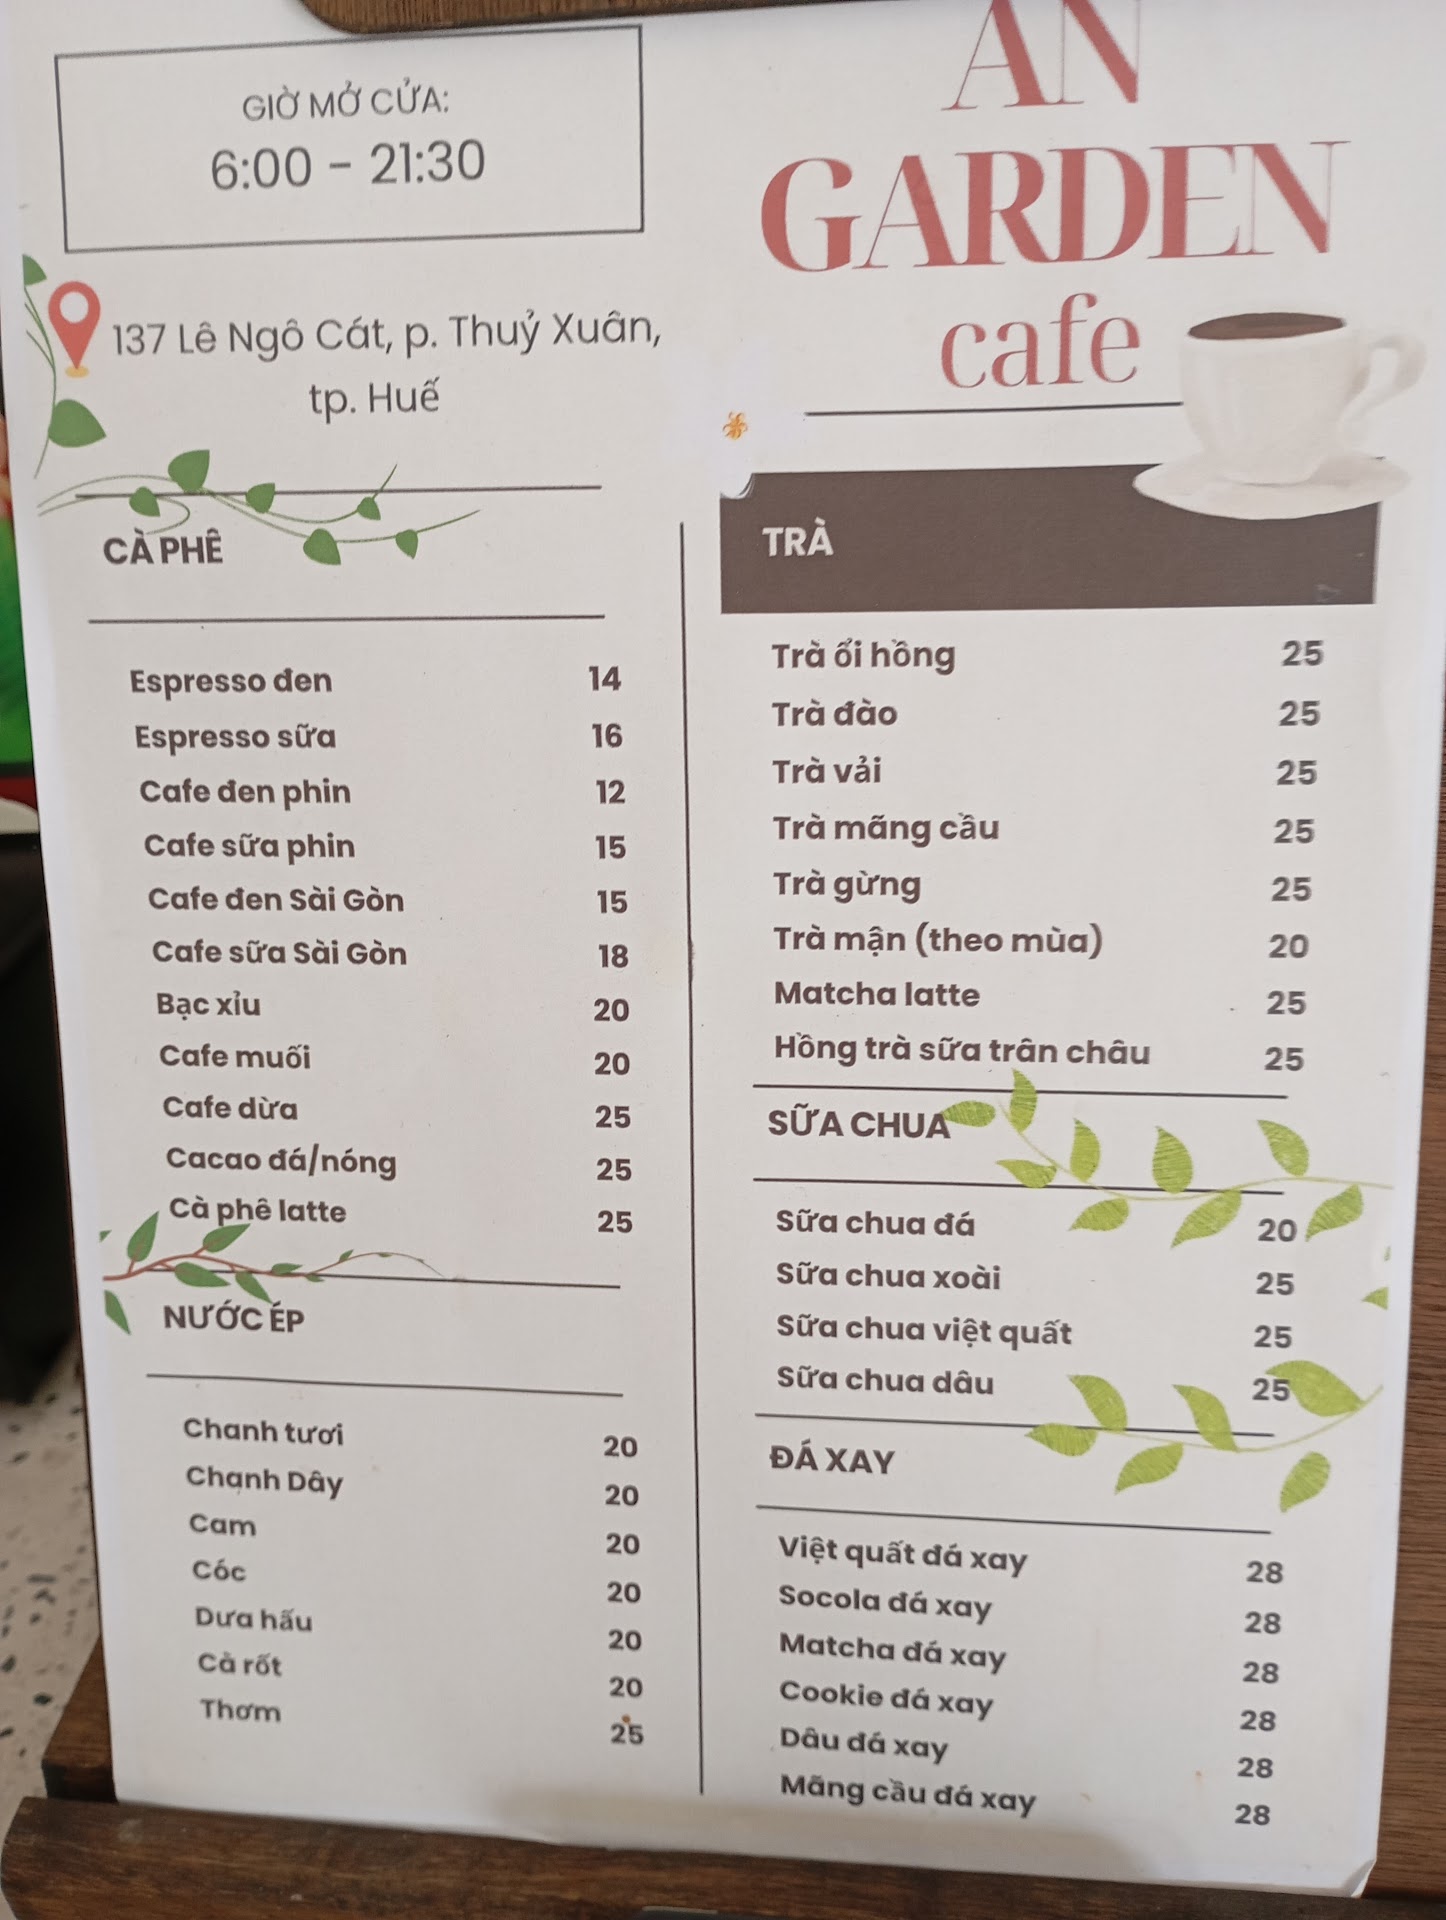 GIỜ MỞ CỬA:
6:00 - 21:30
137 Lê Ngô Cát, p. Thuỷ Xuân,
tp. Huế
AN
GARDEN
cafe
CÀ PHÊ
Espresso đen 14
Espresso sữa 16
Cafe đen phin 12
Cafe sữa phin 15
Cafe đen Sài Gòn 15
Cafe sữa Sài Gòn 18
Bạc xỉu 20
Cafe muối 20
Cafe dừa 25
Cacao đá/nóng 25
Cà phê latte 25
NƯỚC ÉP
Chanh tươi 20
Chanh Dây 20
Cam 20
Cóc 20
Dưa hấu 20
Cà rốt 20
Thơm 25
TRÀ
Trà ổi hồng 25
Trà đào 25
Trà vải 25
Trà mãng cầu 25
Trà gừng 25
Trà mận (theo mùa) 20
Matcha latte 25
Hồng trà sữa trân châu 25
SỮA CHUA
Sữa chua đá 20
Sữa chua xoài 25
Sữa chua việt quất 25
Sữa chua dâu 25
ĐÁ XAY
Việt quất đá xay 28
Socola đá xay 28
Matcha đá xay 28
Cookie đá xay 28
Dâu đá xay 28
Mãng cầu đá xay 28